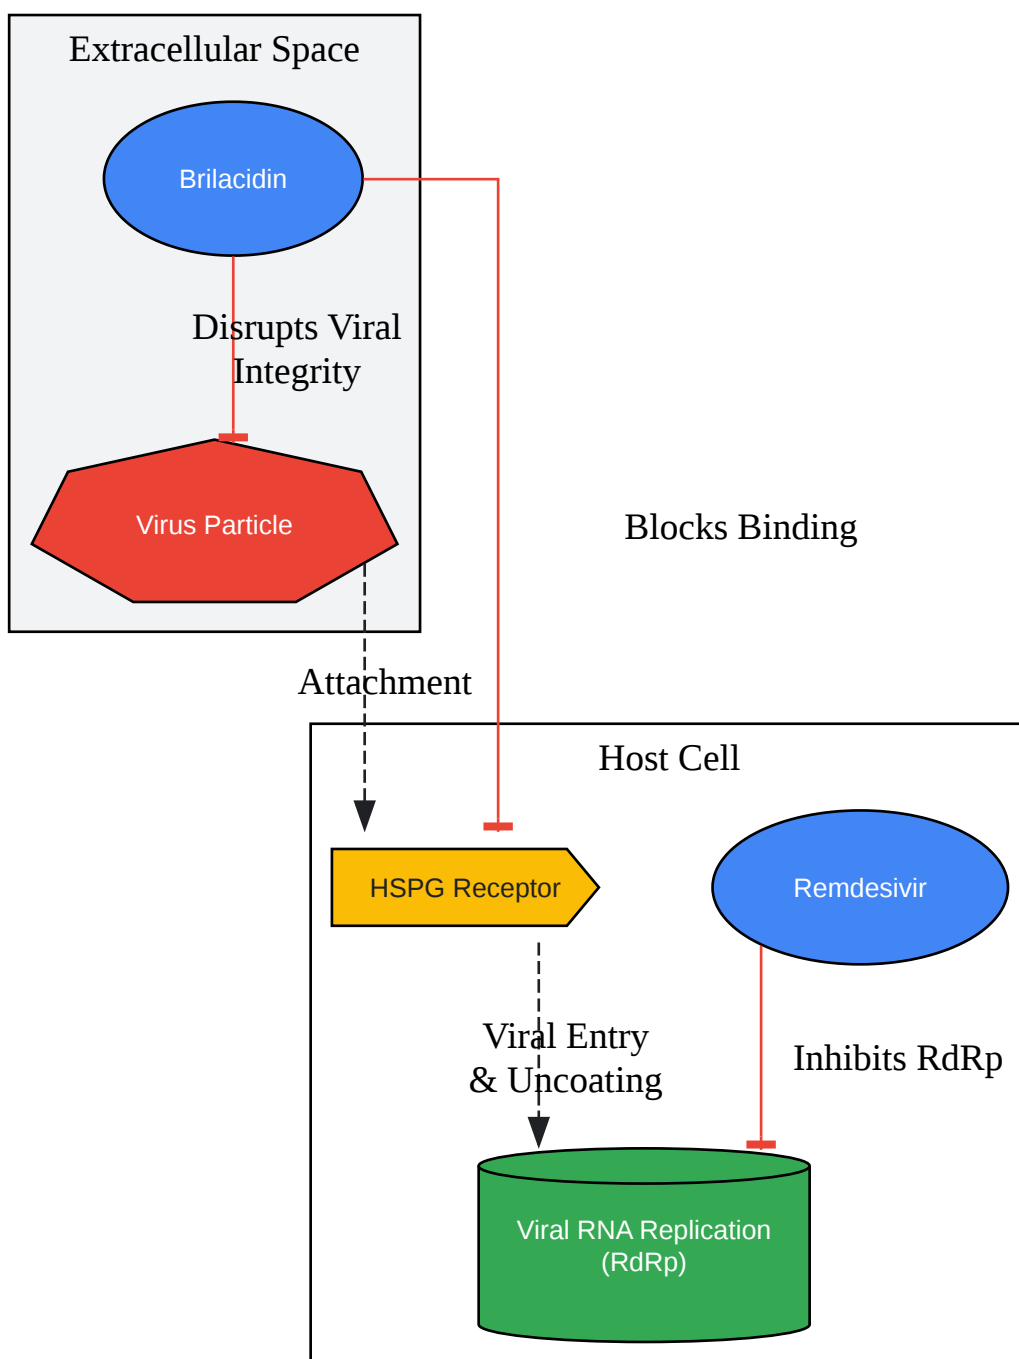 Extracellular Space
Brilacidin
Disrupts Viral
Integrity
Virus Particle
Blocks Binding
Attachment
Host Cell
HSPG Receptor
Remdesivir
Viral Entry
& Uncoating
Inhibits RdRp
Viral RNA Replication
(RdRp)